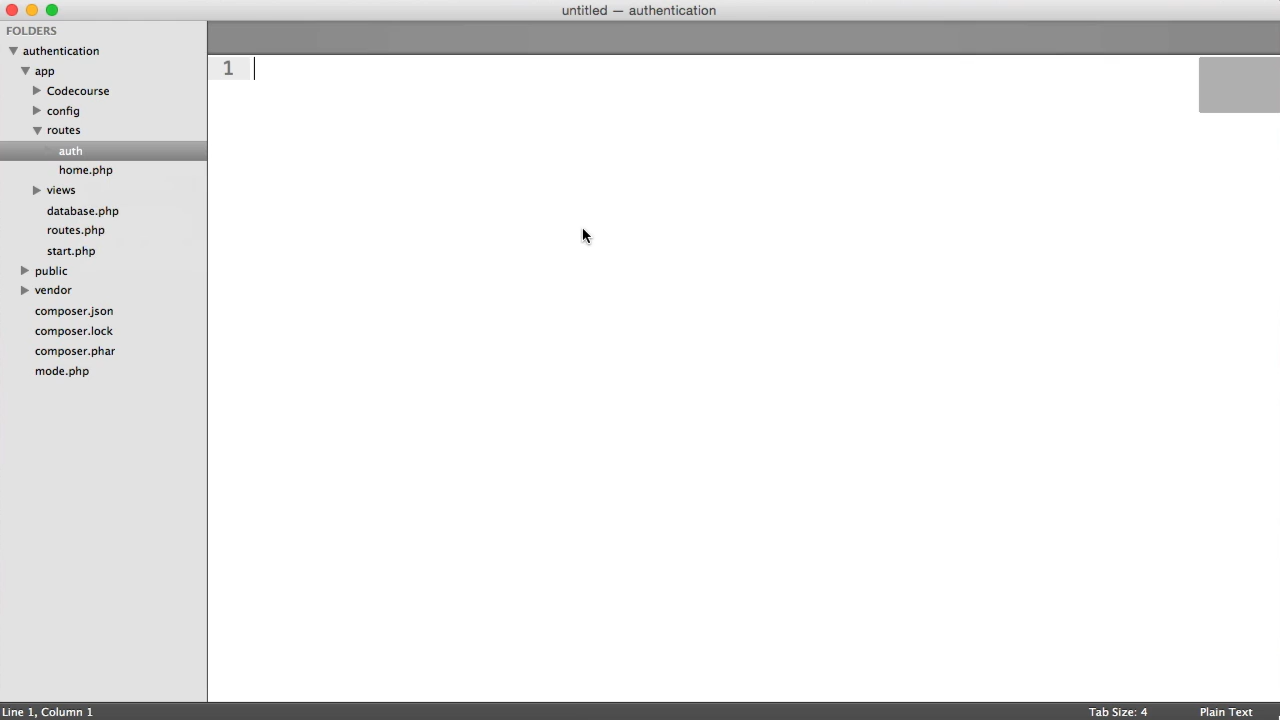 untitled — authentication
FOLDERS
authentication
app
Codecourse
config
routes
auth
home.php
views
database.php
routes.php
start.php
public
vendor
composer.json
composer.lock
composer.phar
mode.php
1
Line 1, Column 1
Tab Size: 4
Plain Text